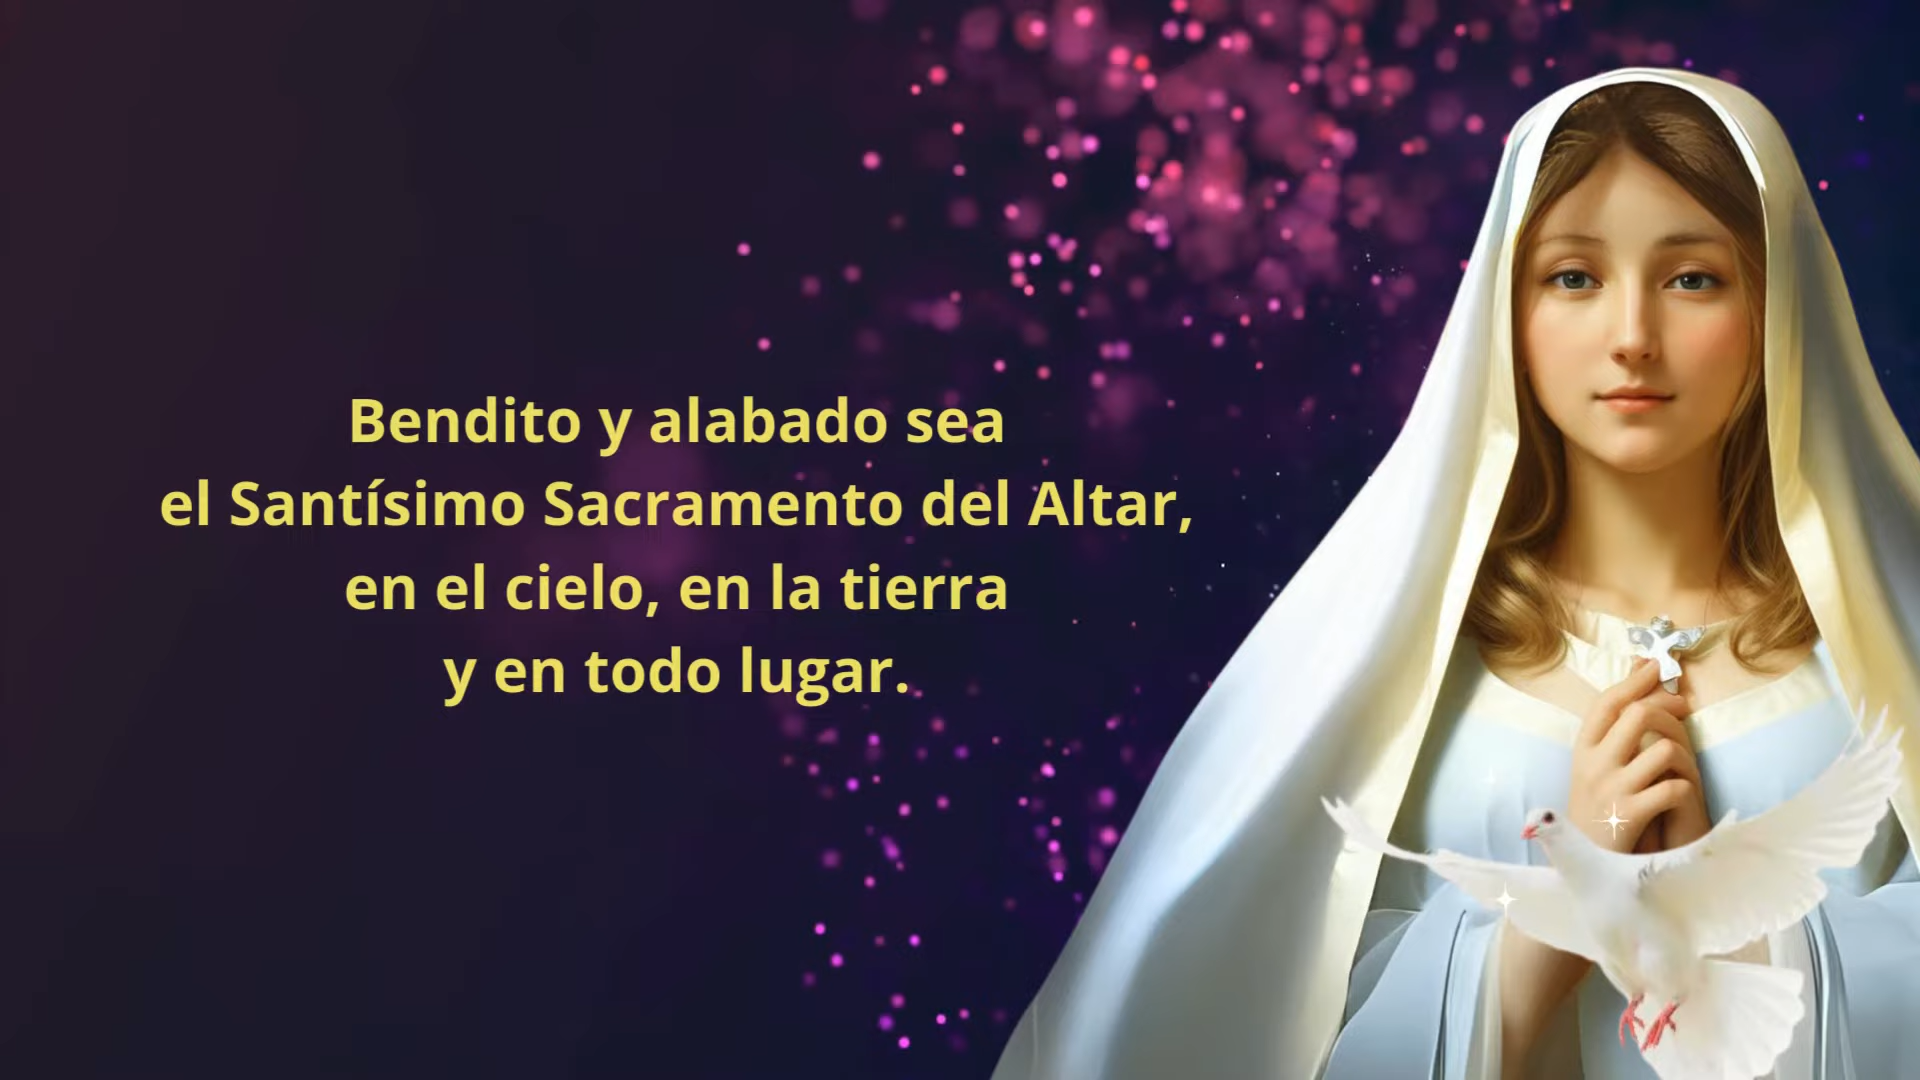 Bendito y alabado sea
el Santísimo Sacramento del Altar,
en el cielo, en la tierra
y en todo lugar.